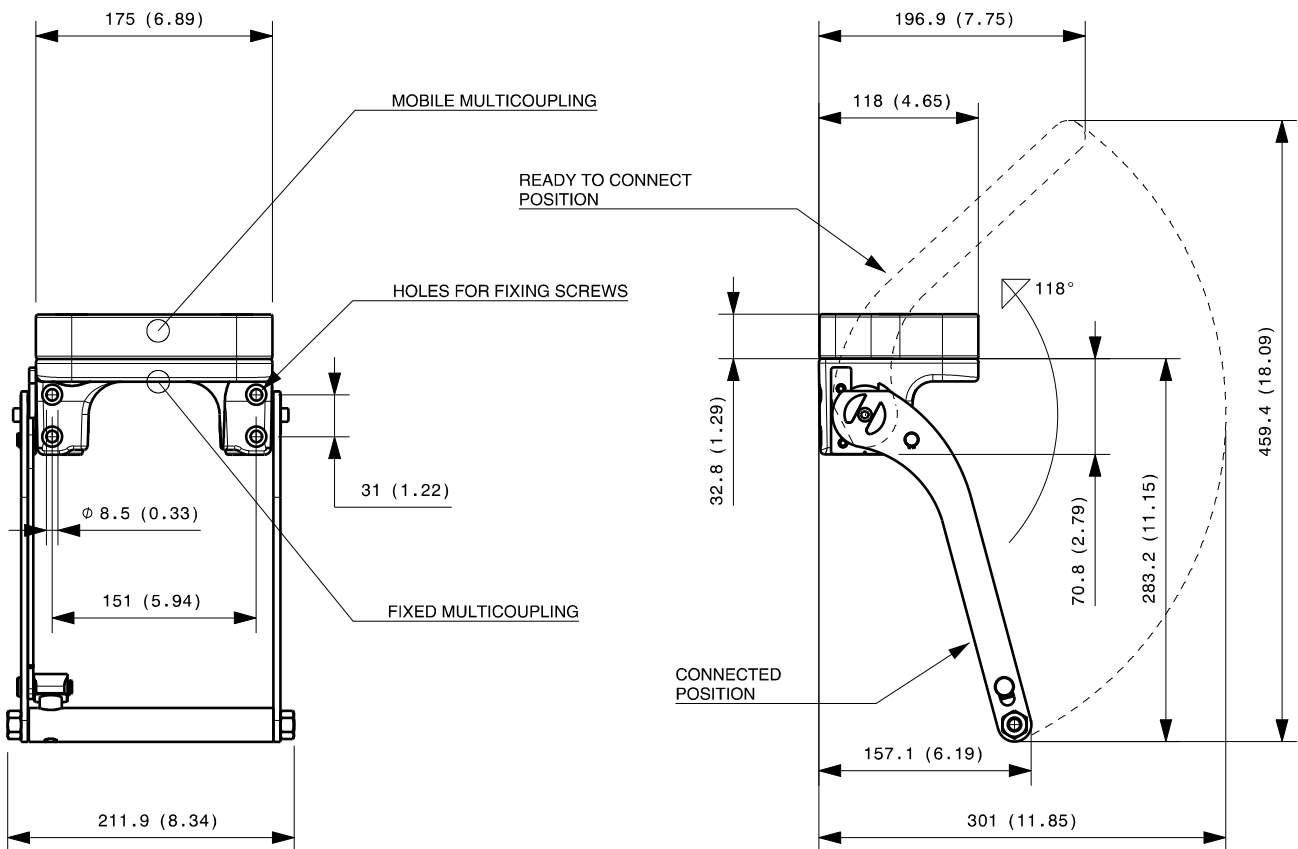 175 (6.89)
196.9 (7.75)
MOBILE MULTICOUPLING
118 (4.65)
READY TO CONNECT
POSITION
HOLES FOR FIXING SCREWS
118°
459.4 (18.09)
32.8 (1.29)
31 (1.22)
Φ 8.5 (0.33)
70.8 (2.79)
283.2 (11.15)
151 (5.94)
FIXED MULTICOUPLING
CONNECTED
POSITION
157.1 (6.19)
211.9 (8.34)
301 (11.85)